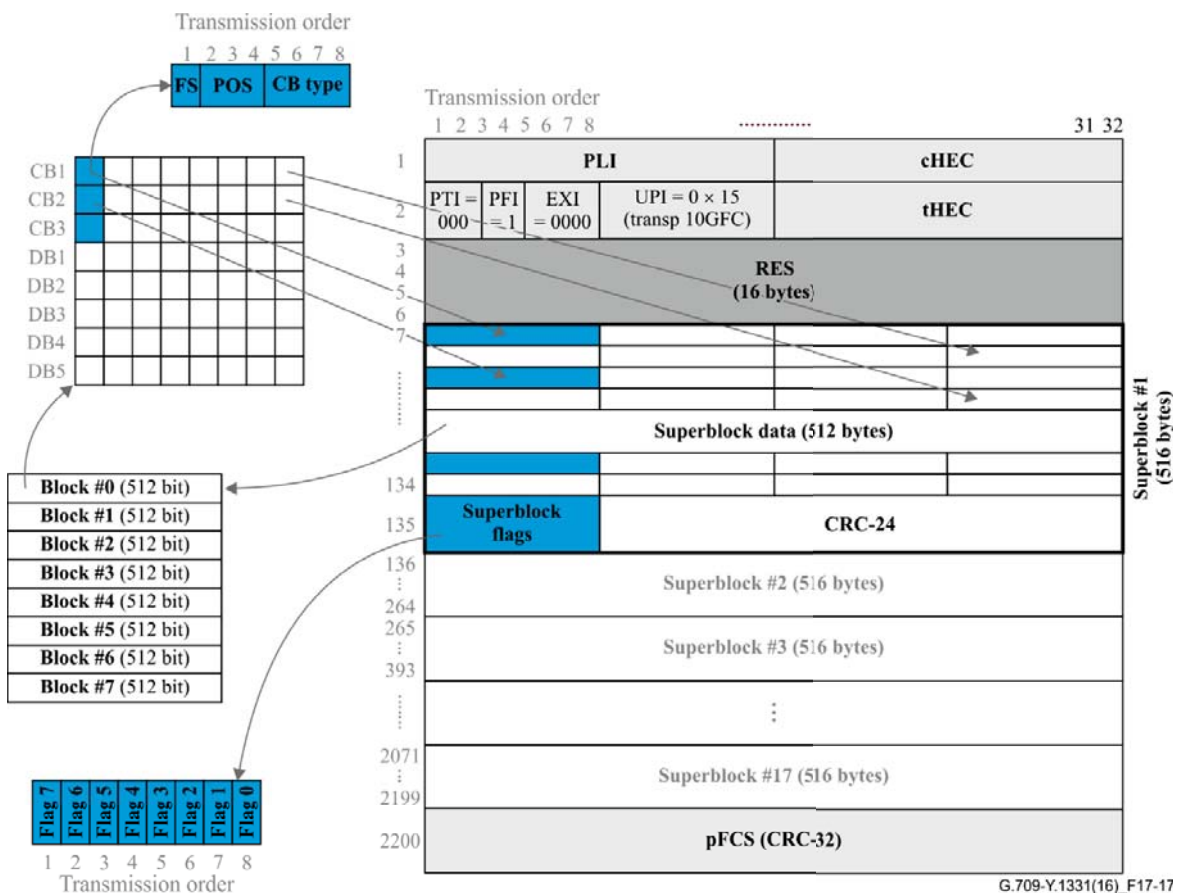 Transmission order
1 2 3 4 5 6 7 8
FS POS CB type
CB1
CB2
CB3
DB1
DB2
DB3
DB4
DB5
Block #0 (512 bit)
Block #1 (512 bit)
Block #2 (512 bit)
Block #3 (512 bit)
Block #4 (512 bit)
Block #5 (512 bit)
Block #6 (512 bit)
Block #7 (512 bit)
Flag 7 Flag 6 Flag 5 Flag 4 Flag 3 Flag 2 Flag 1 Flag 0
1 2 3 4 5 6 7 8
Transmission order
Transmission order
1 2 3 4 5 6 7 8 31 32
1 PLI cHEC
2 PTI = 000 PFI = 1 EXI = 0000 UPI = 0 × 15 (transp 10GFC) tHEC
3
4
5
6
RES
(16 bytes)
7
Superblock data (512 bytes)
134
135 Superblock flags CRC-24
Superblock #1
(516 bytes)
136
264
Superblock #2 (516 bytes)
265
393
Superblock #3 (516 bytes)
2071
2199
Superblock #17 (516 bytes)
2200 pFCS (CRC-32)
G.709-Y.1331(16)_F17-17